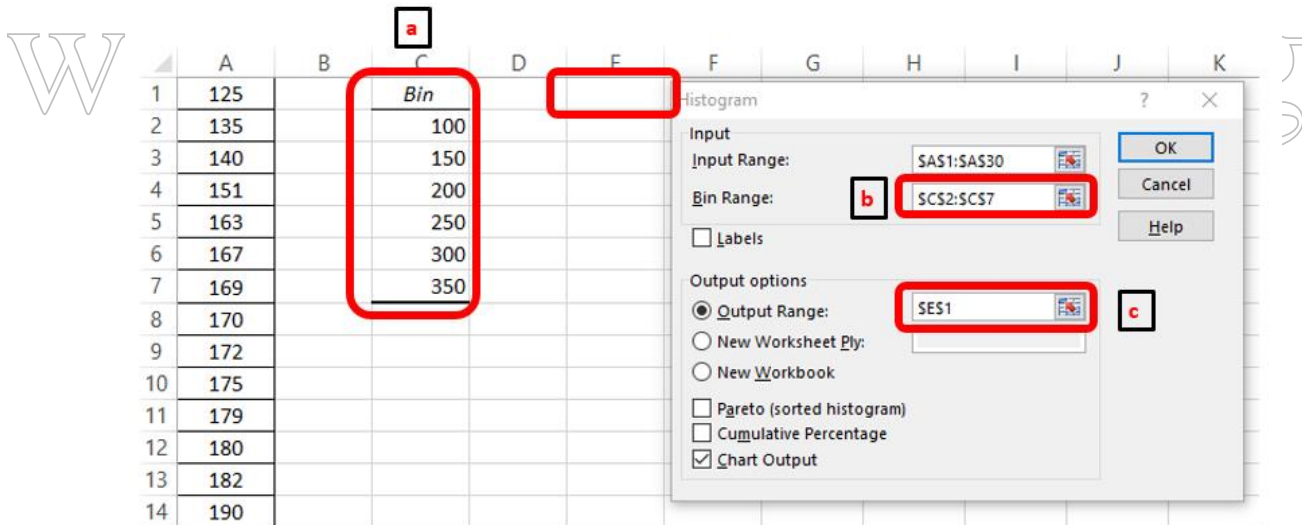 a
W
A B C D E F G H I J K
1 125 Bin
2 135 100
3 140 150
4 151 200
5 163 250
6 167 300
7 169 350
8 170
9 172
10 175
11 179
12 180
13 182
14 190
Histogram ? ×
Input
Input Range: $A$1:$A$30
Bin Range: b $C$2:$C$7
Labels
Output options
Output Range: $E$1 c
New Worksheet Ply:
New Workbook
Pareto (sorted histogram)
Cumulative Percentage
Chart Output
OK
Cancel
Help